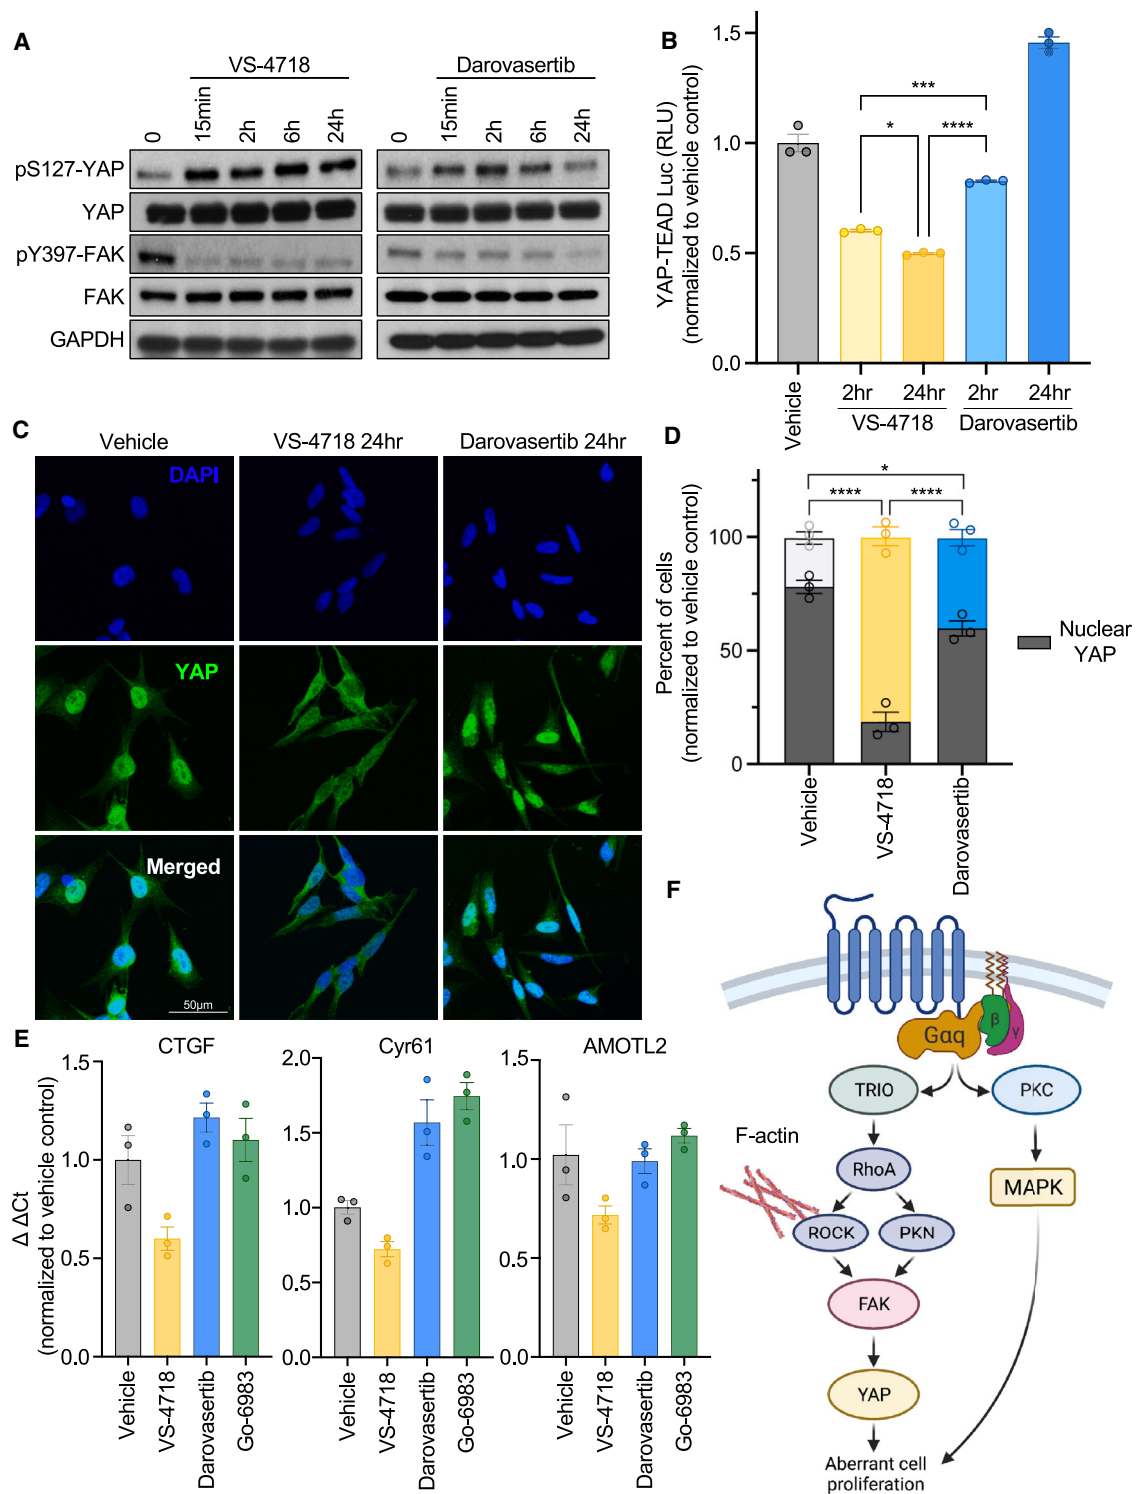 A
VS-4718
Darovasertib
0 15min 2h 6h 24h
0 15min 2h 6h 24h
pS127-YAP
YAP
pY397-FAK
FAK
GAPDH
B
YAP-TEAD Luc (RLU)
(normalized to vehicle control)
1.5
1.0
0.5
0.0
***
* ****
Vehicle
2hr 24hr 2hr 24hr
VS-4718 Darovasertib
C
Vehicle VS-4718 24hr Darovasertib 24hr
DAPI
YAP
Merged
50µm
D
Percent of cells
(normalized to vehicle control)
100
50
0
*
**** ****
Nuclear
YAP
Vehicle
VS-4718
Darovasertib
E
Δ ΔCt
(normalized to vehicle control)
CTGF
1.5
1.0
0.5
0.0
Vehicle
VS-4718
Darovasertib
Go-6983
Cyr61
2.0
1.5
1.0
0.5
0.0
Vehicle
VS-4718
Darovasertib
Go-6983
AMOTL2
1.5
1.0
0.5
0.0
Vehicle
VS-4718
Darovasertib
Go-6983
F
Gαq
β
γ
TRIO
PKC
F-actin
RhoA
MAPK
ROCK
PKN
FAK
YAP
Aberrant cell
proliferation